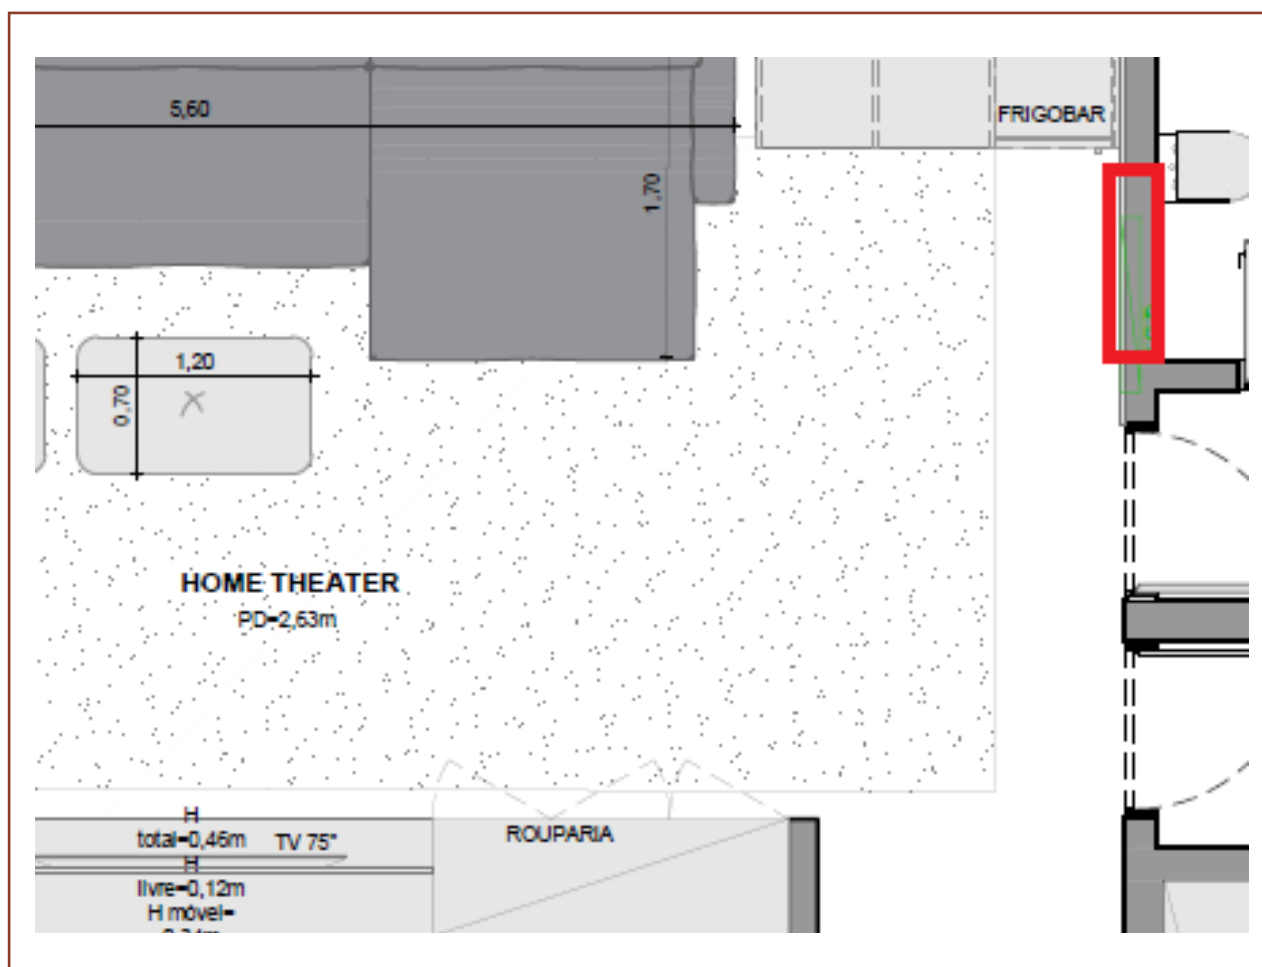 5,60
FRIGOBAR
1,70
1,20
0,70
HOME THEATER
PD=2,63m
H
total=0,46m
TV 75"
H
livre=0,12m
H móvel=
ROUPARIA